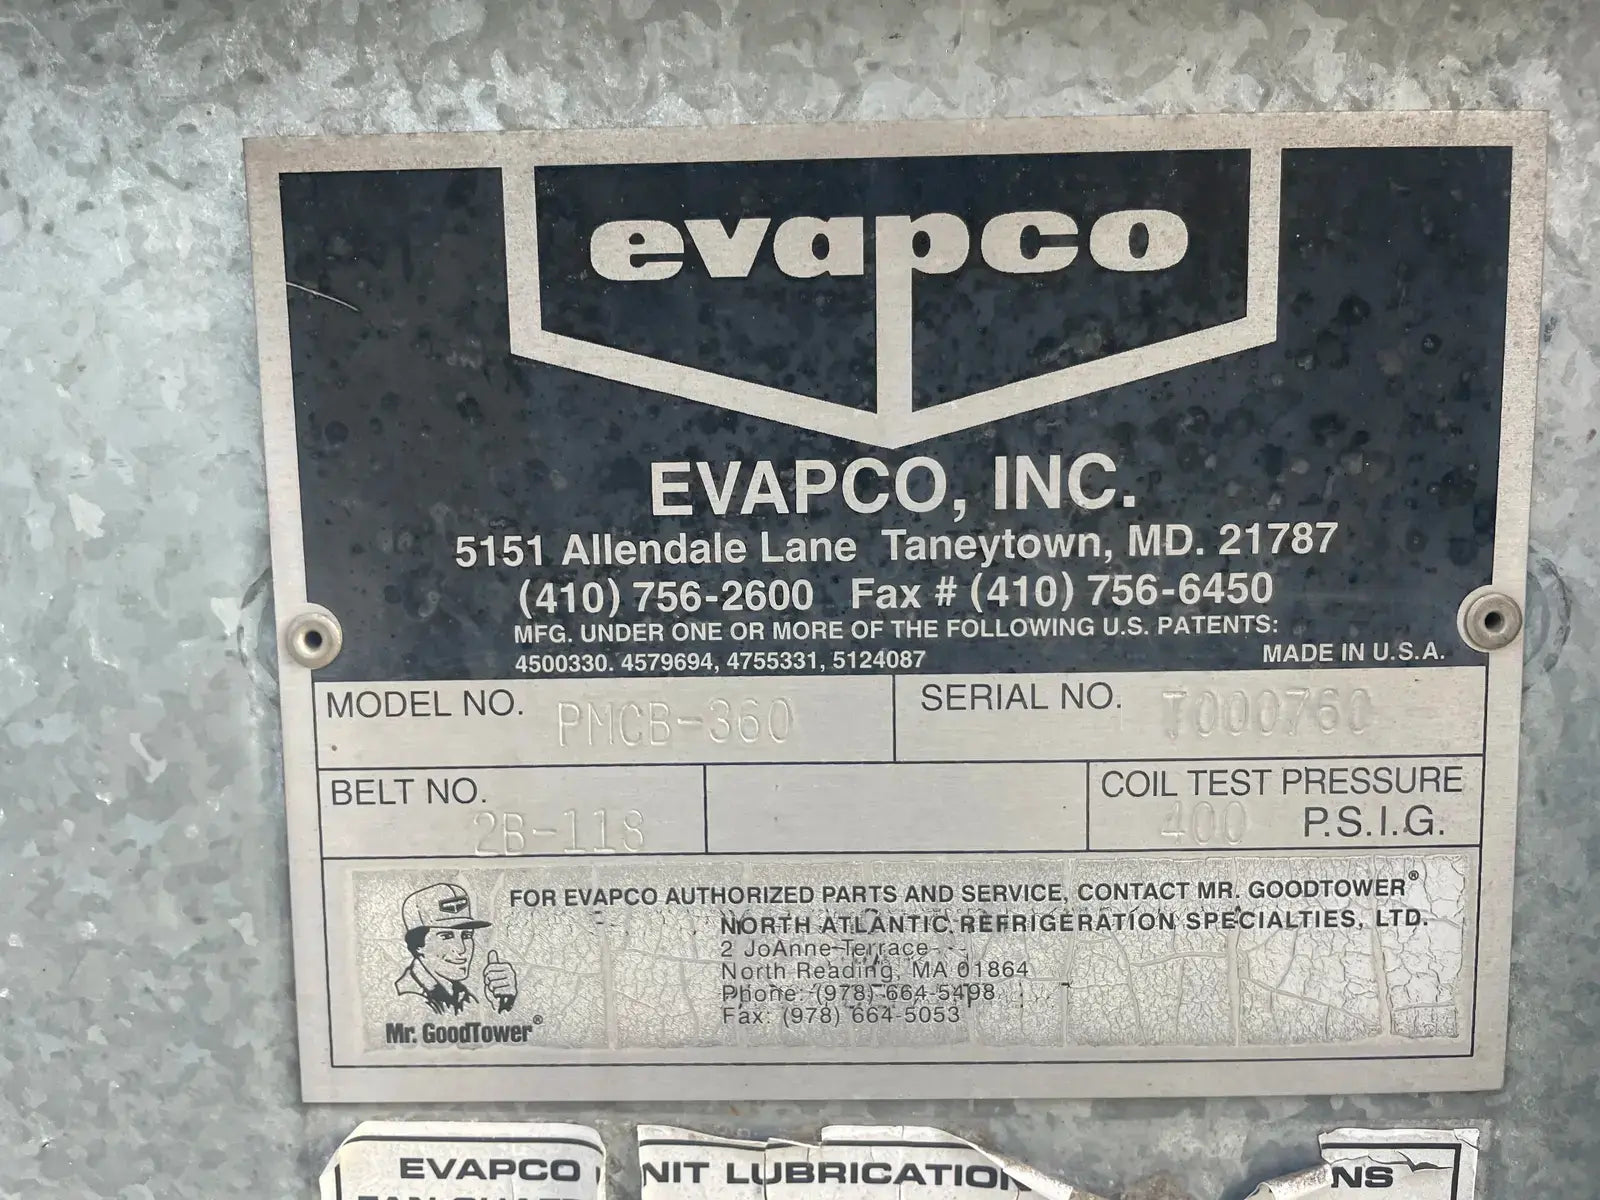 evapco
EVAPCO, INC.
5151 Allendale Lane Taneytown, MD. 21787
(410) 756-2600 Fax # (410) 756-6450
MFG. UNDER ONE OR MORE OF THE FOLLOWING U.S. PATENTS:
4500330. 4579694, 4755331, 5124087 MADE IN U.S.A.
MODEL NO. PMCB-360 SERIAL NO. T000760
BELT NO. 2B-118 COIL TEST PRESSURE
400 P.S.I.G.
FOR EVAPCO AUTHORIZED PARTS AND SERVICE, CONTACT MR. GOODTOWER®
NORTH ATLANTIC REFRIGERATION SPECIALTIES, LTD.
2 JoAnne Terrace
North Reading, MA 01864
Phone: (978) 664-5498
Fax: (978) 664-5053
Mr. GoodTower®
EVAPCO NIT LUBRICATION NS